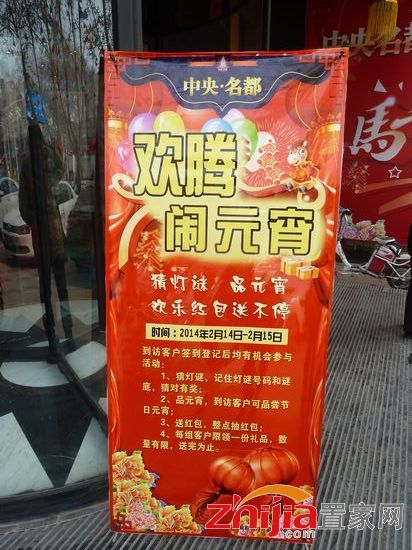 中央·名都
欢腾
闹元宵
猜灯谜 品元宵
欢乐红包送不停
时间：2014年2月14日-2月15日
到访客户签到登记后均有机会参与
活动：
1、猜灯谜，记住灯谜号码和谜
底，猜对有奖；
2、品元宵，到访客户可品尝节
日元宵；
3、送红包，整点抽红包；
4、每组客户限领一份礼品，数
量有限，送完为止。
中央·名都
馬
zhijia置家网
.com